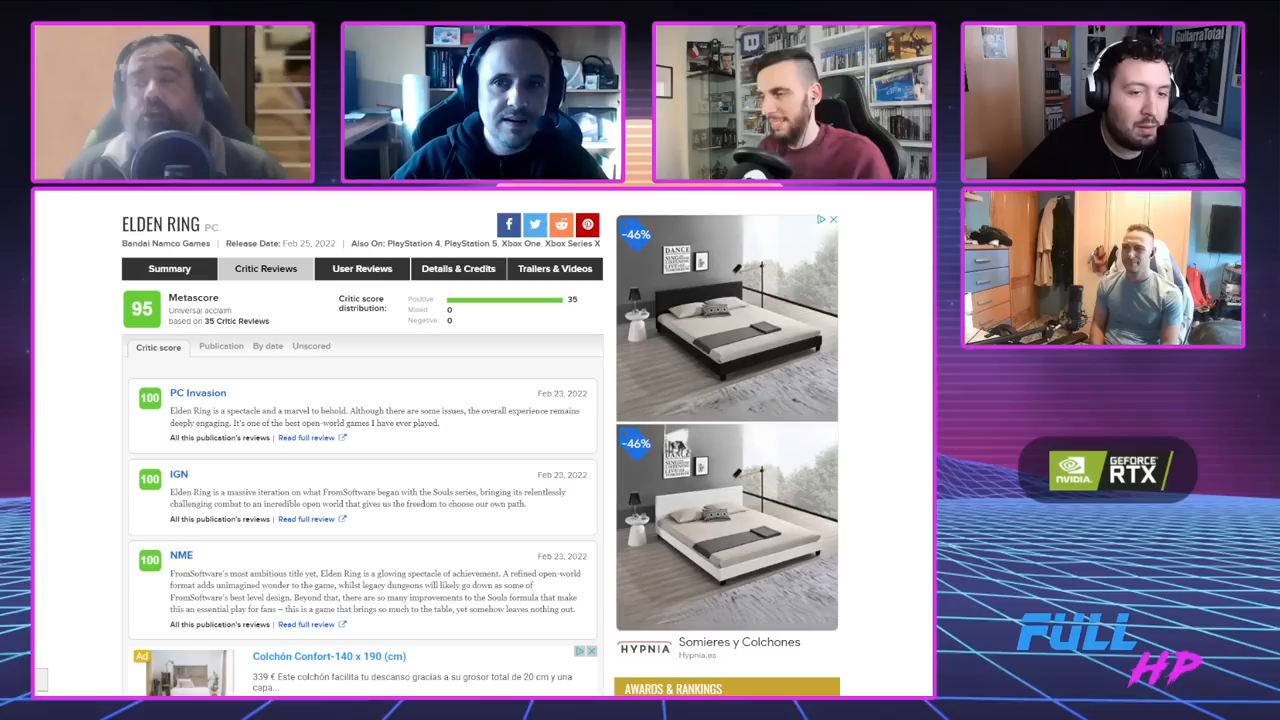 GuitarraTotal
ELDEN RING PC
Bandai Namco Games | Release Date: Feb 25, 2022 | Also On: PlayStation 4, PlayStation 5, Xbox One, Xbox Series X
Summary
Critic Reviews
User Reviews
Details & Credits
Trailers & Videos
95
Metascore
Universal acclaim
based on 35 Critic Reviews
Critic score
distribution:
Positive: 35
Mixed: 0
Negative: 0
Critic score
Publication
By date
Unscored
100
PC Invasion
Feb 23, 2022
Elden Ring is a spectacle and a marvel to behold. Although there are some issues, the overall experience remains
deeply engaging. It's one of the best open-world games I have ever played.
All this publication's reviews | Read full review
100
IGN
Feb 23, 2022
Elden Ring is a massive iteration on what FromSoftware began with the Souls series, bringing its relentlessly
challenging combat to an incredible open world that gives us the freedom to choose our own path.
All this publication's reviews | Read full review
100
NME
Feb 23, 2022
FromSoftware's most ambitious title yet, Elden Ring is a glowing spectacle of achievement. A refined open-world
format adds unimagined wonder to the game, whilst legacy dungeons will likely go down as some of
FromSoftware's best level design. Beyond that, there are so many improvements to the Souls formula that make
this an essential play for fans – this is a game that brings so much to the table, yet somehow leaves nothing out.
All this publication's reviews | Read full review
Ad
Colchón Confort-140 x 190 (cm)
339 € Este colchón facilita tu descanso gracias a su grosor total de 20 cm y una
capa...
-46%
DANCE
-46%
HYPNIA
Somieres y Colchones
Hypnia.es
AWARDS & RANKINGS
NVIDIA.
GEFORCE
RTX
FULL
HP